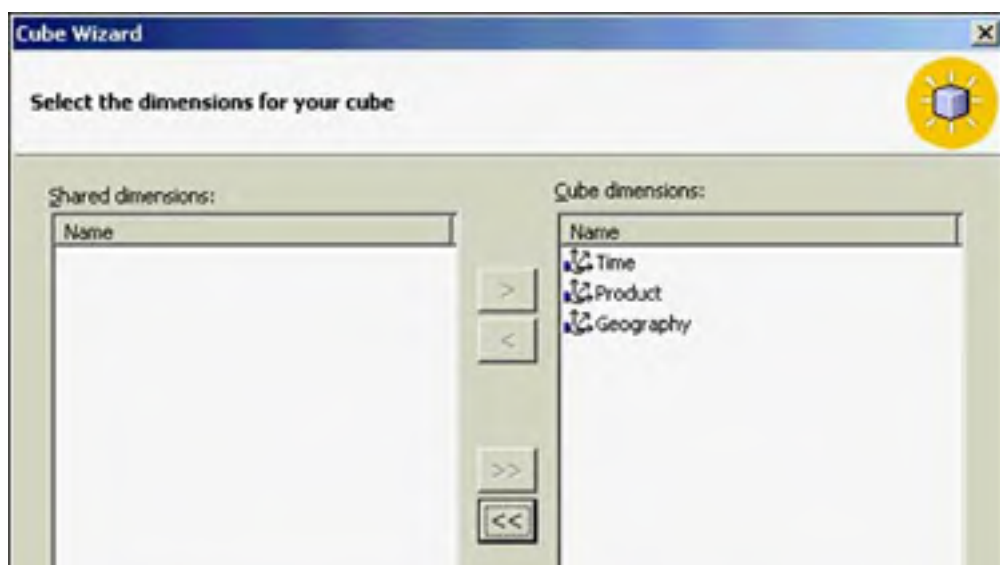 Cube Wizard
Select the dimensions for your cube
Shared dimensions:
Name
>
<
>>
<<
Cube dimensions:
Name
Time
Product
Geography